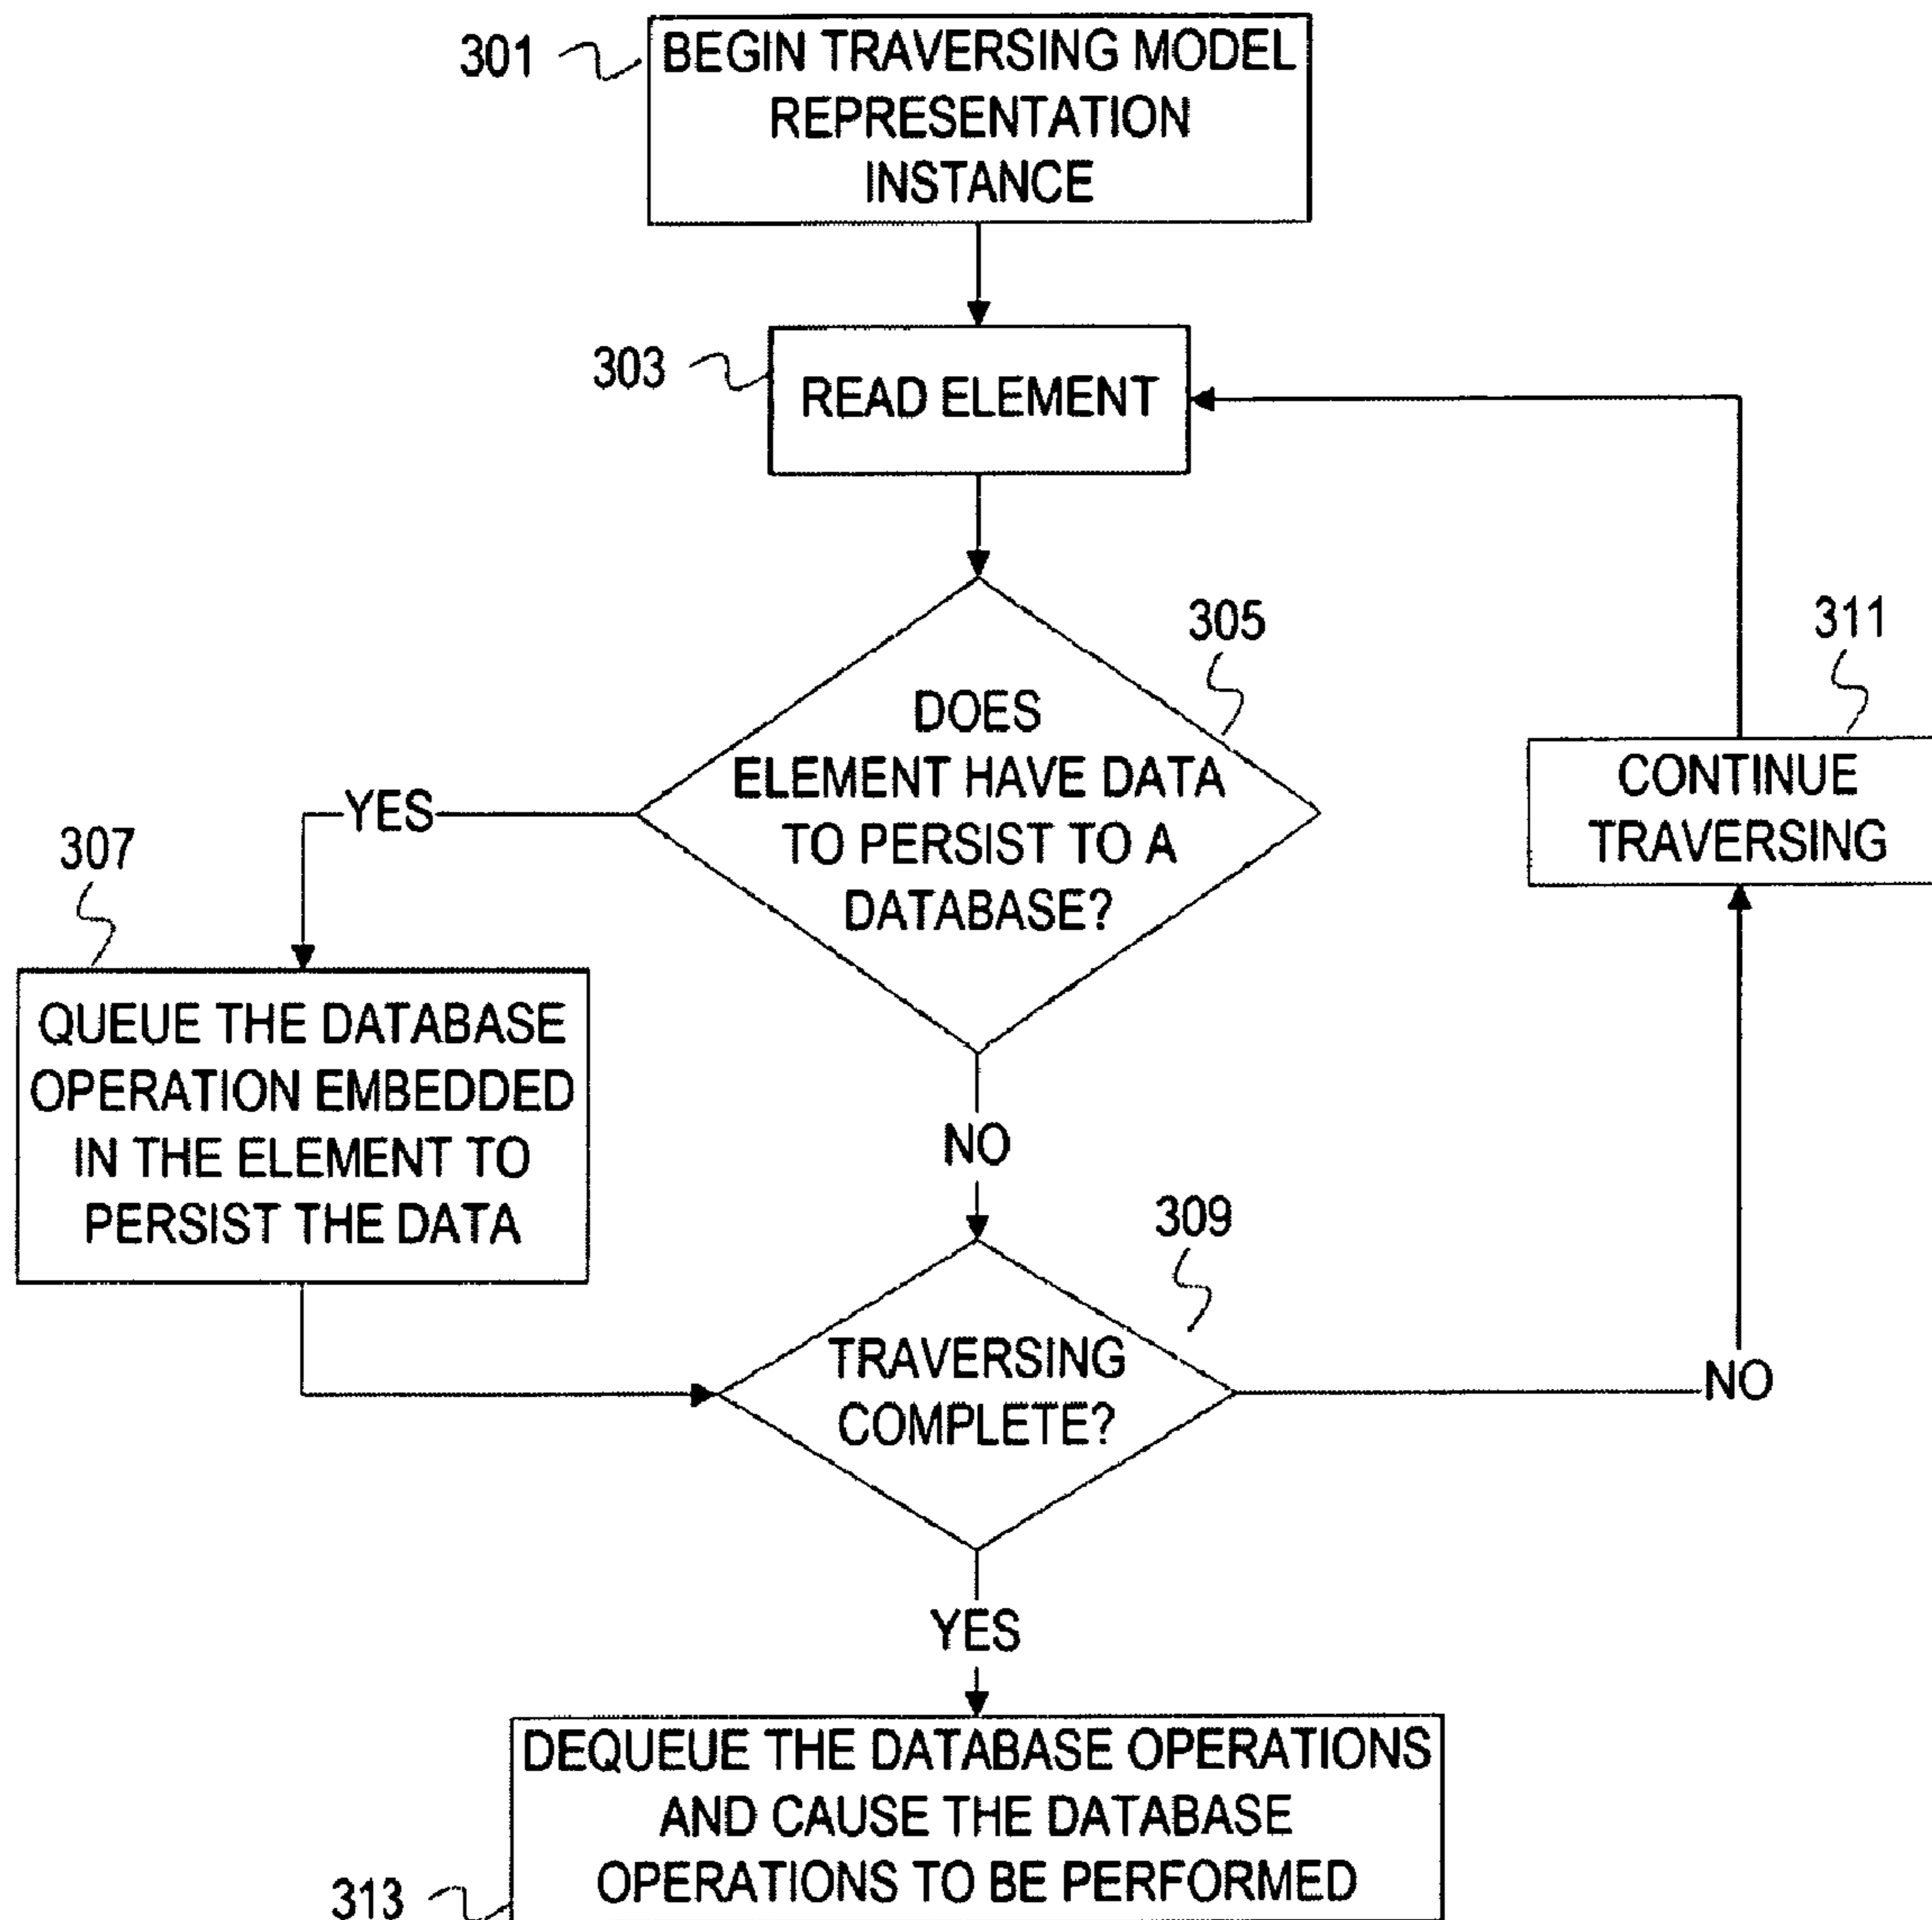 301
BEGIN TRAVERSING MODEL
REPRESENTATION
INSTANCE
303
READ ELEMENT
305
DOES
ELEMENT HAVE DATA
TO PERSIST TO A
DATABASE?
311
CONTINUE
TRAVERSING
YES
307
QUEUE THE DATABASE
OPERATION EMBEDDED
IN THE ELEMENT TO
PERSIST THE DATA
NO
309
TRAVERSING
COMPLETE?
NO
YES
313
DEQUEUE THE DATABASE OPERATIONS
AND CAUSE THE DATABASE
OPERATIONS TO BE PERFORMED